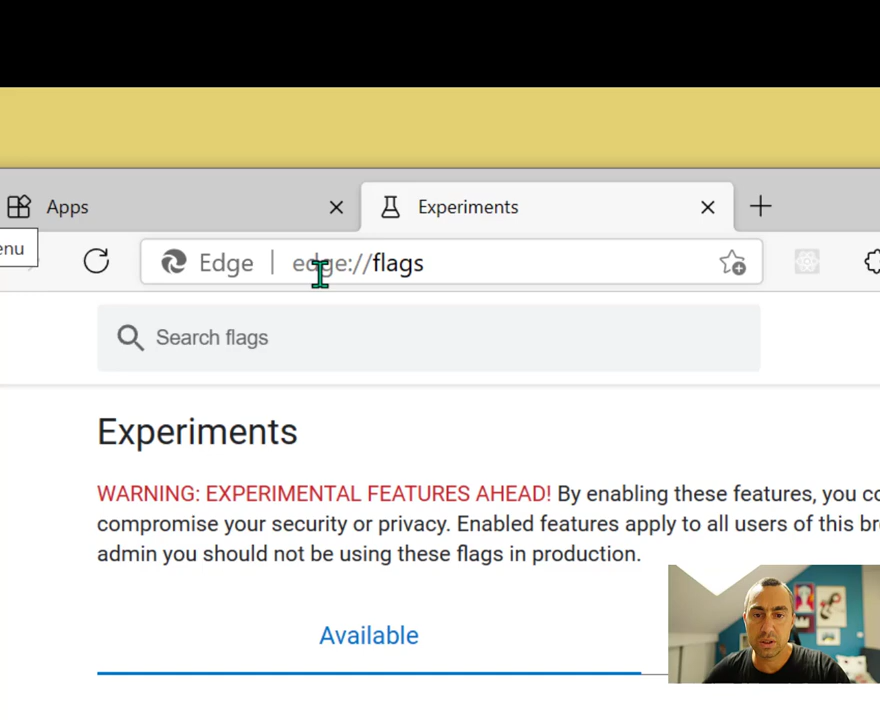 Apps
Experiments
enu
Edge | edge://flags
Search flags
Experiments
WARNING: EXPERIMENTAL FEATURES AHEAD! By enabling these features, you co
compromise your security or privacy. Enabled features apply to all users of this br
admin you should not be using these flags in production.
Available